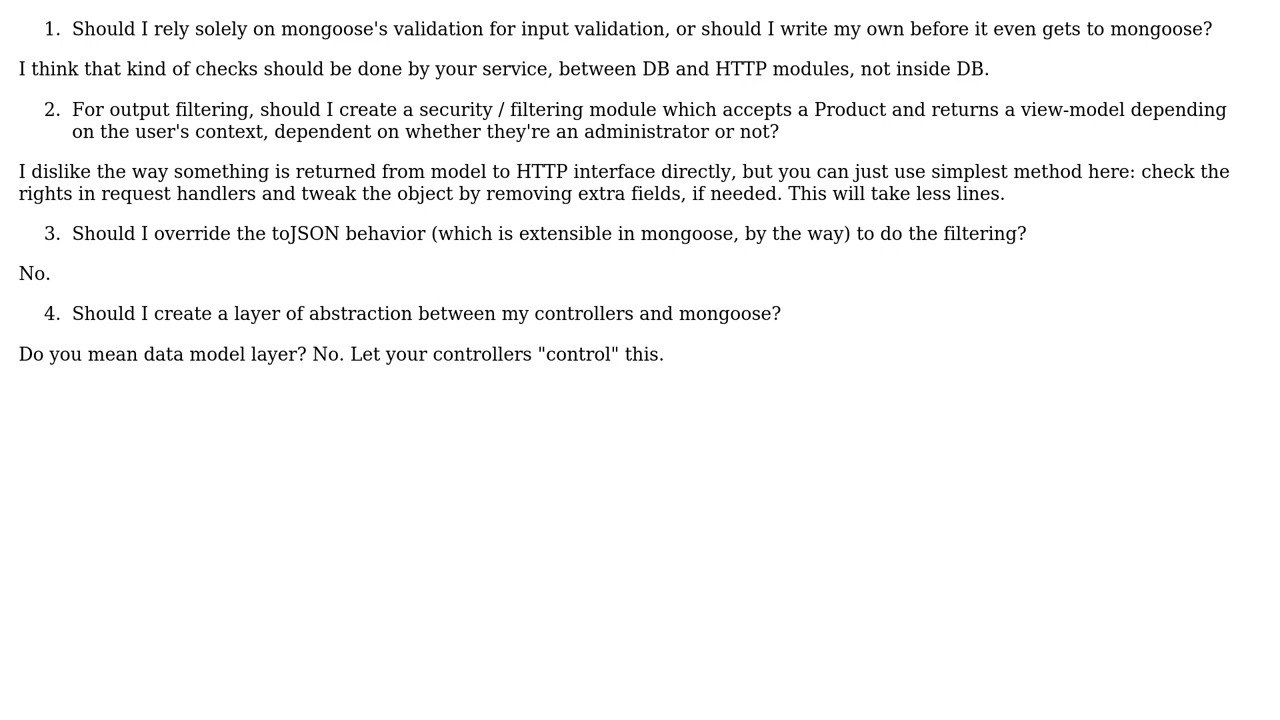 1. Should I rely solely on mongoose's validation for input validation, or should I write my own before it even gets to mongoose?
I think that kind of checks should be done by your service, between DB and HTTP modules, not inside DB.
2. For output filtering, should I create a security / filtering module which accepts a Product and returns a view-model depending
on the user's context, dependent on whether they're an administrator or not?
I dislike the way something is returned from model to HTTP interface directly, but you can just use simplest method here: check the
rights in request handlers and tweak the object by removing extra fields, if needed. This will take less lines.
3. Should I override the toJSON behavior (which is extensible in mongoose, by the way) to do the filtering?
No.
4. Should I create a layer of abstraction between my controllers and mongoose?
Do you mean data model layer? No. Let your controllers "control" this.